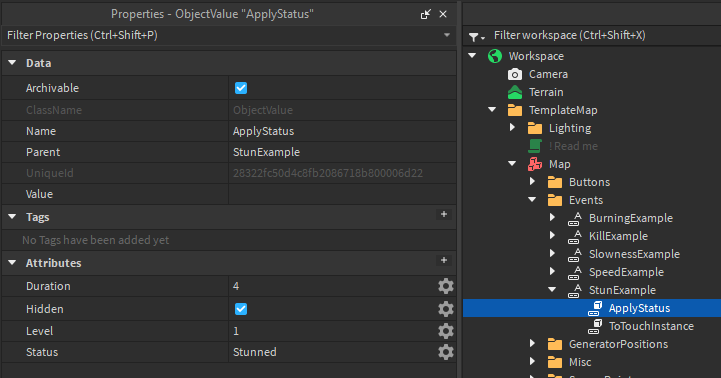 Properties - ObjectValue "ApplyStatus"
Filter Properties (Ctrl+Shift+P)
Data
Archivable
ClassName ObjectValue
Name ApplyStatus
Parent StunExample
UniqueId 28322fc50d4c8fb2086718b800006d22
Value
Tags +
No Tags have been added yet
Attributes +
Duration 4
Hidden
Level 1
Status Stunned
Filter workspace (Ctrl+Shift+X)
Workspace
Camera
Terrain
TemplateMap
Lighting
! Read me
Map
Buttons
Events
BurningExample
KillExample
SlownessExample
SpeedExample
StunExample
ApplyStatus
ToTouchInstance
GeneratorPositions
Misc